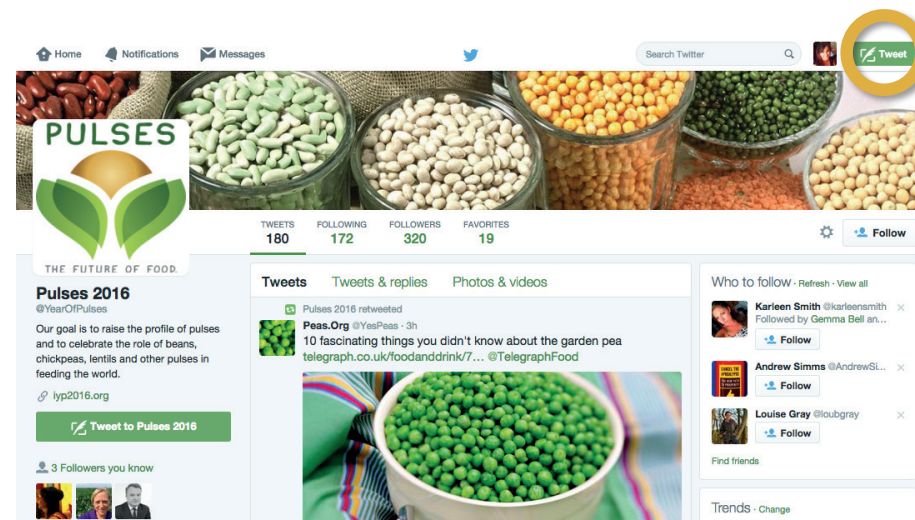 Home Notifications Messages Search Twitter Tweet
PULSES
THE FUTURE OF FOOD.
TWEETS FOLLOWING FOLLOWERS FAVORITES
180 172 320 19
Follow
Pulses 2016
@YearOfPulses
Our goal is to raise the profile of pulses
and to celebrate the role of beans,
chickpeas, lentils and other pulses in
feeding the world.
iyp2016.org
Tweet to Pulses 2016
3 Followers you know
Tweets Tweets & replies Photos & videos
Pulses 2016 retweeted
Peas.Org @YesPeas · 3h
10 fascinating things you didn't know about the garden pea
telegraph.co.uk/foodanddrink/7... @TelegraphFood
Who to follow · Refresh · View all
Karleen Smith @karleensmith
Followed by Gemma Bell an...
Follow
Andrew Simms @AndrewSi...
Follow
Louise Gray @loubgray
Follow
Find friends
Trends · Change